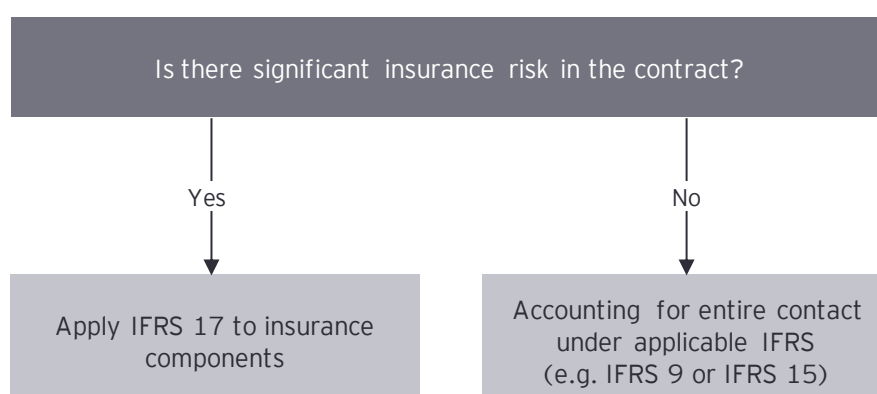 Is there significant insurance risk in the contract?
Yes
No
Apply IFRS 17 to insurance
components
Accounting for entire contact
under applicable IFRS
(e.g. IFRS 9 or IFRS 15)